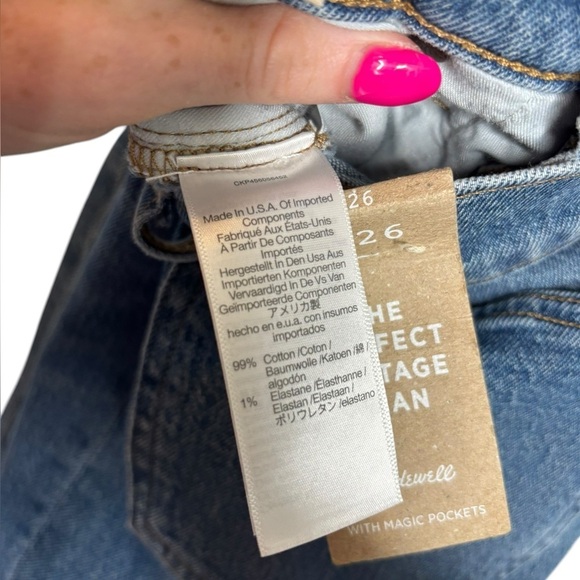 Made In U.S.A. Of Imported
Components
Fabriqué Aux États-Unis
À Partir De Composants
Importés
Hergestellt In Den Usa Aus
Importierten Komponenten
Vervaardigd In De Vs Van
Geïmporteerde Componenten
アメリカ製
hecho en e.u.a. con insumos
importados
99% Cotton /Coton /
Baumwolle /Katoen /綿 /
algodón
1% Elastane /Élasthanne /
Elastan /Elastaan /
ポリウレタン /elastano
26
26
HE
FECT
TAGE
AN
dewell
WITH MAGIC POCKETS